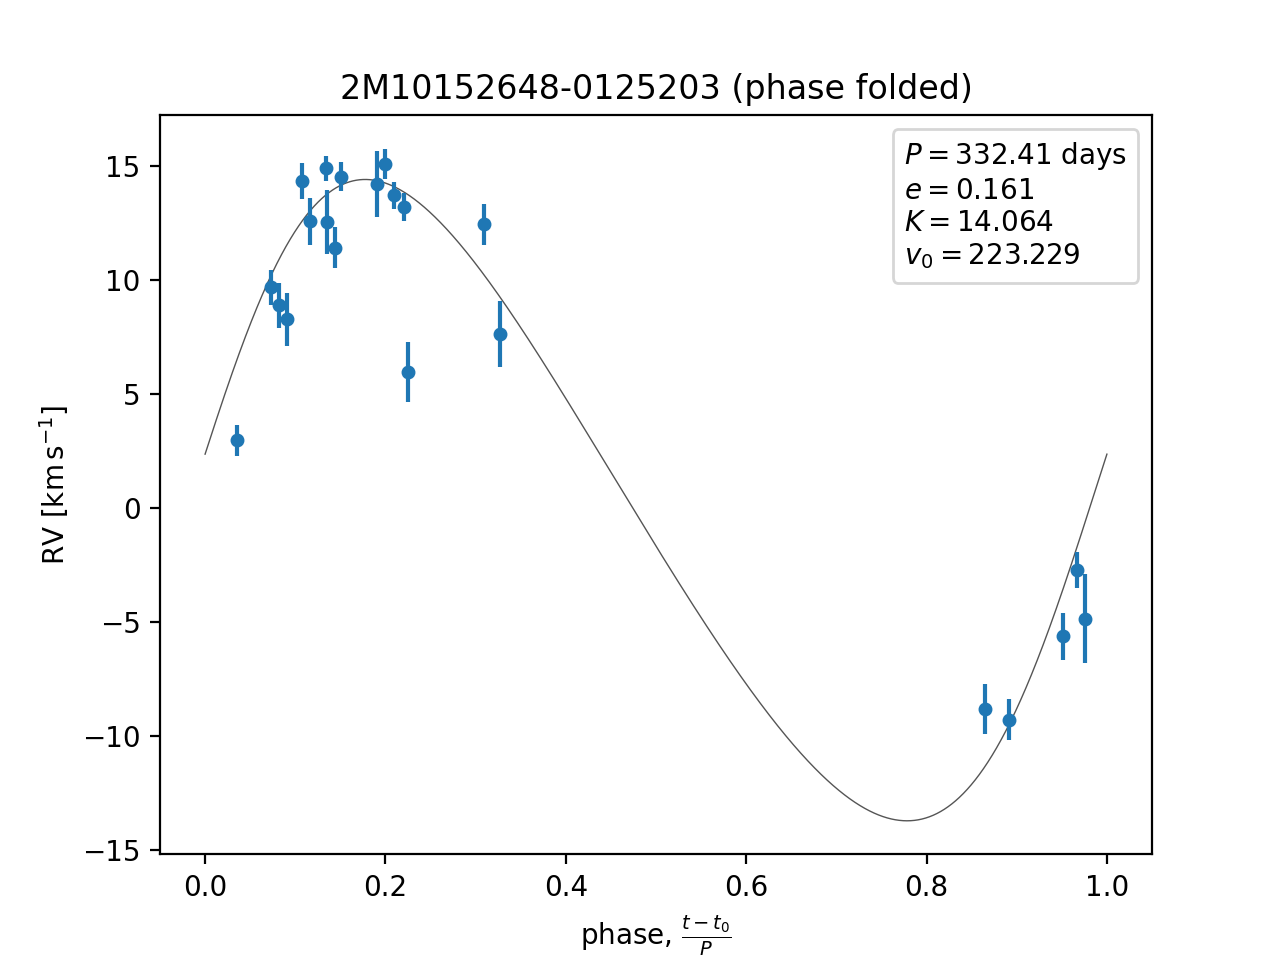 2M10152648-0125203 (phase folded)
P = 332.41 days
e = 0.161
K = 14.064
v₀ = 223.229
15
10
5
0
−5
−10
−15
RV [km s⁻¹]
0.0 0.2 0.4 0.6 0.8 1.0
phase, (t − t₀)/P